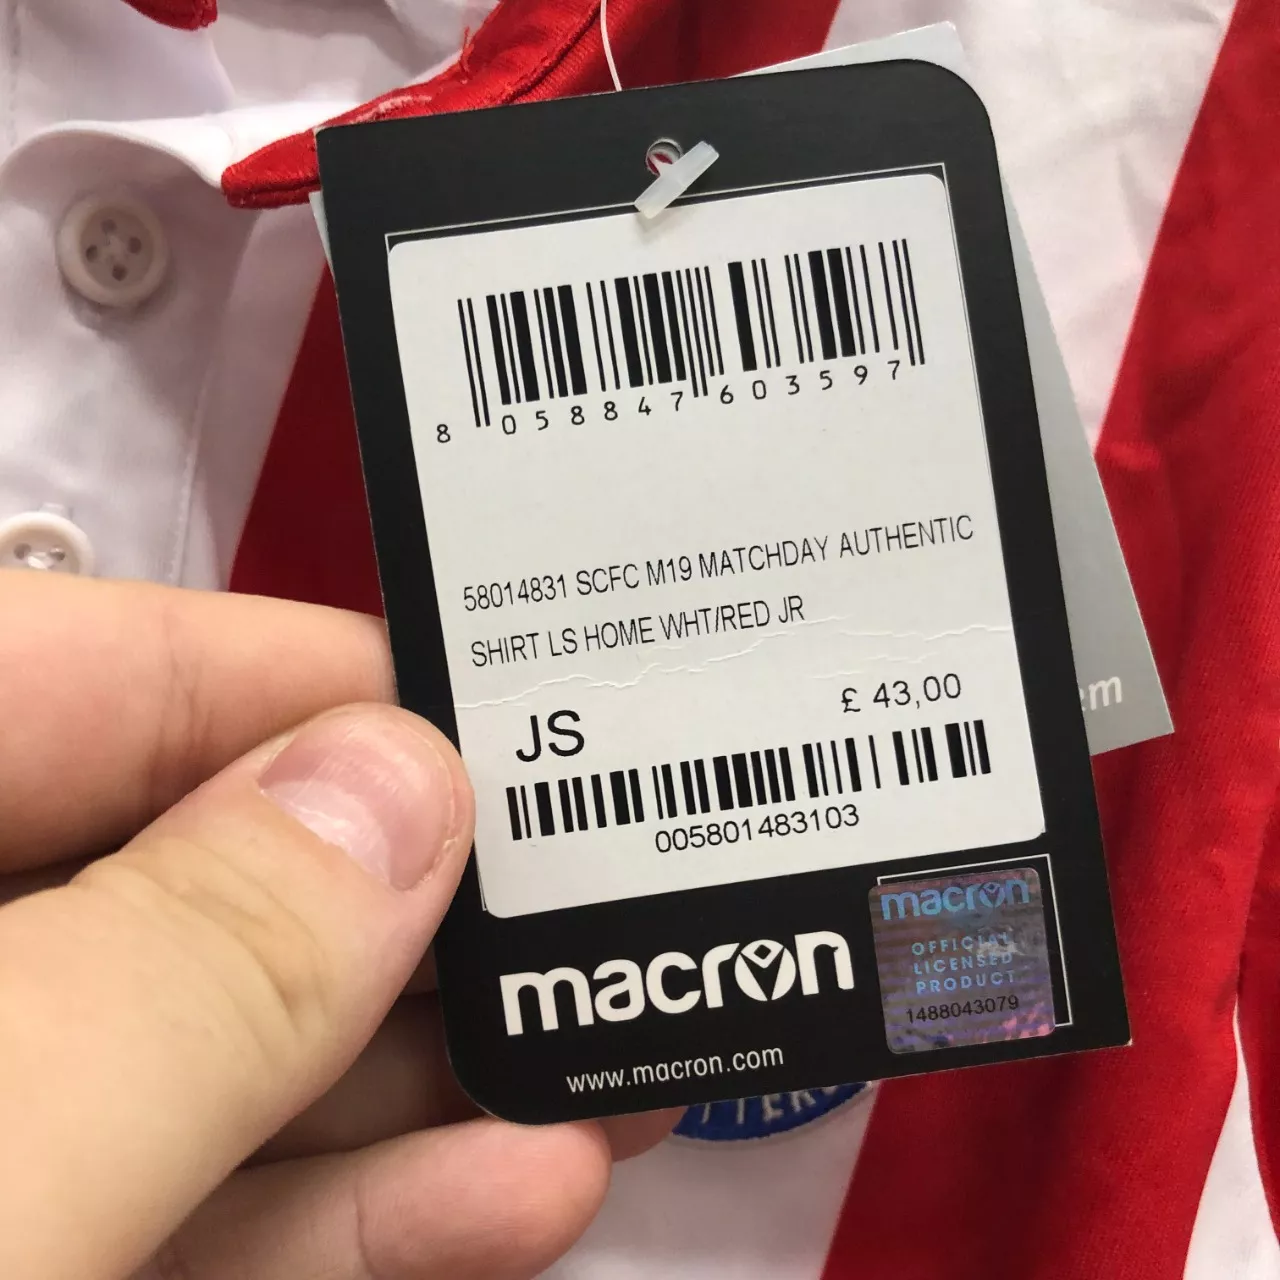 8 058847 603597
58014831 SCFC M19 MATCHDAY AUTHENTIC
SHIRT LS HOME WHT/RED JR
JS
£ 43,00
005801483103
macron
www.macron.com
macron
OFFICIAL
LICENSED
PRODUCT
1488043079